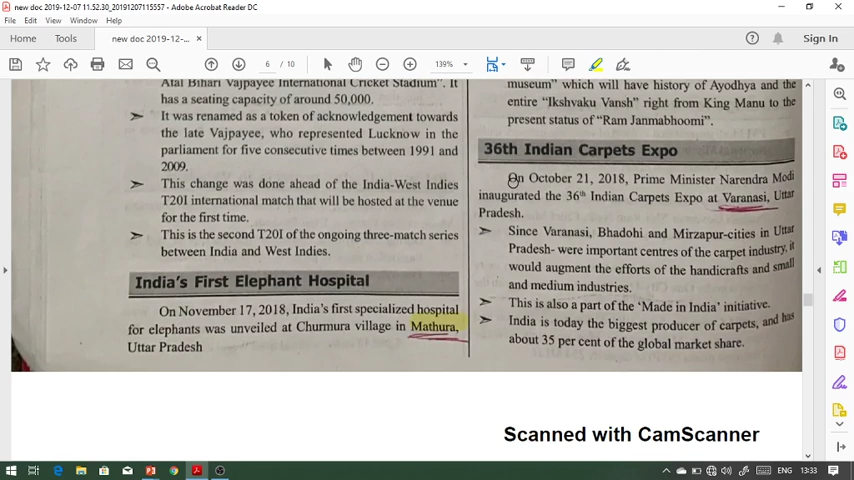 new doc 2019-12-07 11.52.30_20191207115557 - Adobe Acrobat Reader DC
File Edit View Window Help
Home Tools new doc 2019-12-... × Sign In
6 / 10 139%
Atal Bihari Vajpayee International Cricket Stadium". It
has a seating capacity of around 50,000.
➢ It was renamed as a token of acknowledgement towards
the late Vajpayee, who represented Lucknow in the
parliament for five consecutive times between 1991 and
2009.
➢ This change was done ahead of the India-West Indies
T20I international match that will be hosted at the venue
for the first time.
➢ This is the second T20I of the ongoing three-match series
between India and West Indies.
India's First Elephant Hospital
On November 17, 2018, India's first specialized hospital
for elephants was unveiled at Churmura village in Mathura,
Uttar Pradesh
museum" which will have history of Ayodhya and the
entire "Ikshvaku Vansh" right from King Manu to the
present status of "Ram Janmabhoomi".
36th Indian Carpets Expo
On October 21, 2018, Prime Minister Narendra Modi
inaugurated the 36th Indian Carpets Expo at Varanasi, Uttar
Pradesh.
➢ Since Varanasi, Bhadohi and Mirzapur-cities in Uttar
Pradesh- were important centres of the carpet industry, it
would augment the efforts of the handicrafts and small
and medium industries.
➢ This is also a part of the 'Made in India' initiative.
➢ India is today the biggest producer of carpets, and has
about 35 per cent of the global market share.
Scanned with CamScanner
ENG 13:33